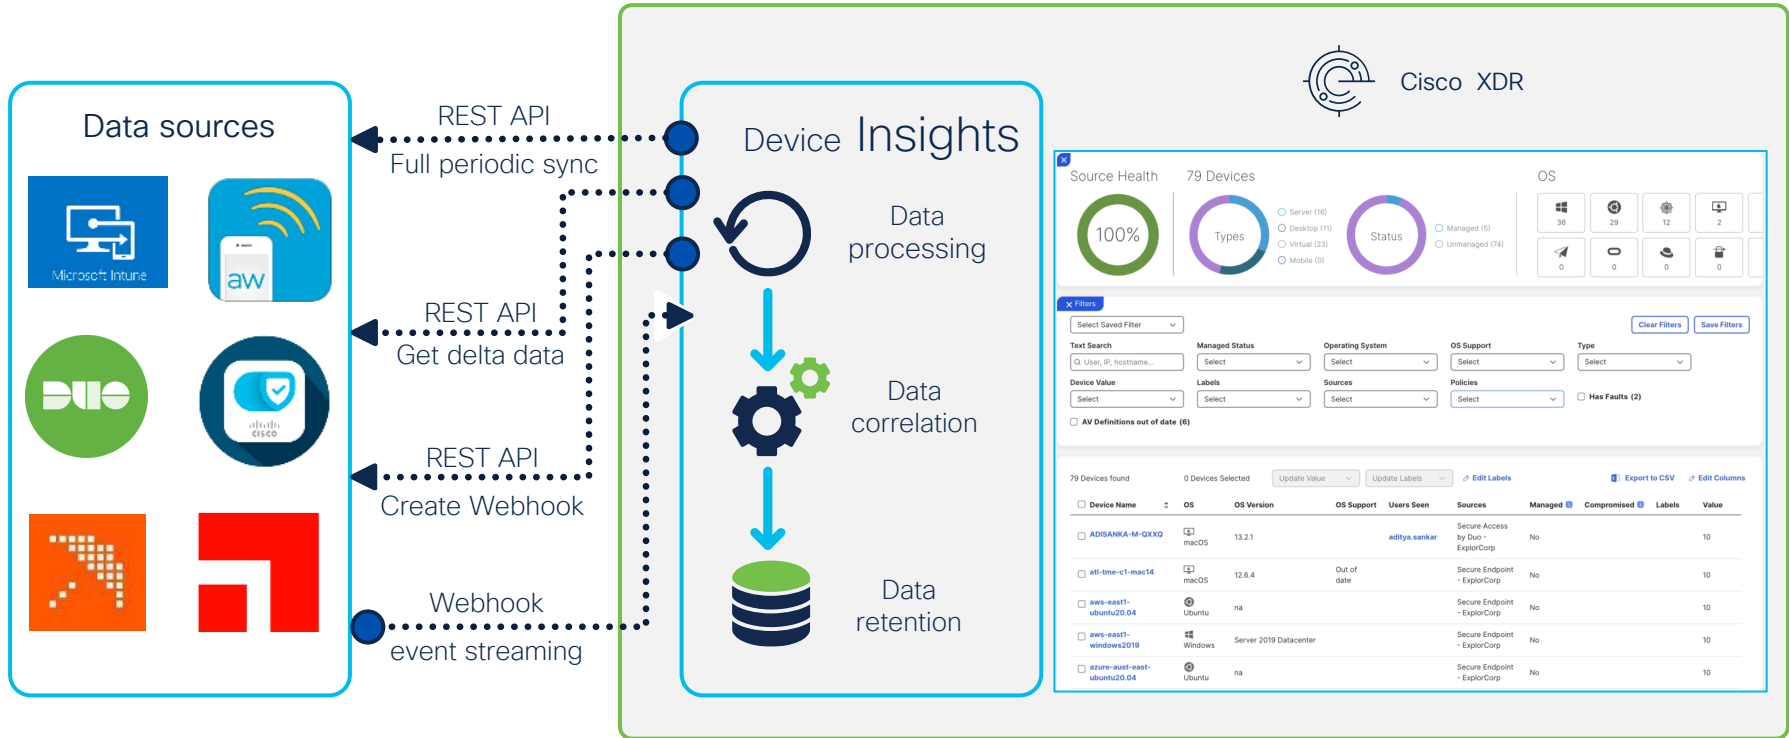 Data sources
Microsoft Intune
aw
DUO
CISCO
REST API
Full periodic sync
REST API
Get delta data
REST API
Create Webhook
Webhook
event streaming
Device Insights
Data
processing
Data
correlation
Data
retention
Cisco XDR
Source Health
79 Devices
OS
100%
Types
Server (16)
Desktop (11)
Virtual (23)
Mobile (0)
Status
Managed (5)
Unmanaged (74)
36
29
12
2
0
0
0
0
Filters
Select Saved Filter
Clear Filters
Save Filters
Text Search
Managed Status
Operating System
OS Support
Type
User, IP, hostname...
Select
Select
Select
Select
Device Value
Labels
Sources
Policies
Select
Select
Select
Select
Has Faults (2)
AV Definitions out of date (6)
79 Devices found
0 Devices Selected
Update Value
Update Labels
Edit Labels
Export to CSV
Edit Columns
Device Name
OS
OS Version
OS Support
Users Seen
Sources
Managed
Compromised
Labels
Value
ADISANKA-M-QXXQ
macOS
13.2.1
aditya.sankar
Secure Access
by Duo -
ExplorCorp
No
10
atl-tme-c1-mac14
macOS
12.6.4
Out of
date
Secure Endpoint
- ExplorCorp
No
10
aws-east1-
ubuntu20.04
Ubuntu
na
Secure Endpoint
- ExplorCorp
No
10
aws-east1-
windows2019
Windows
Server 2019 Datacenter
Secure Endpoint
- ExplorCorp
No
10
azure-aust-east-
ubuntu20.04
Ubuntu
na
Secure Endpoint
- ExplorCorp
No
10